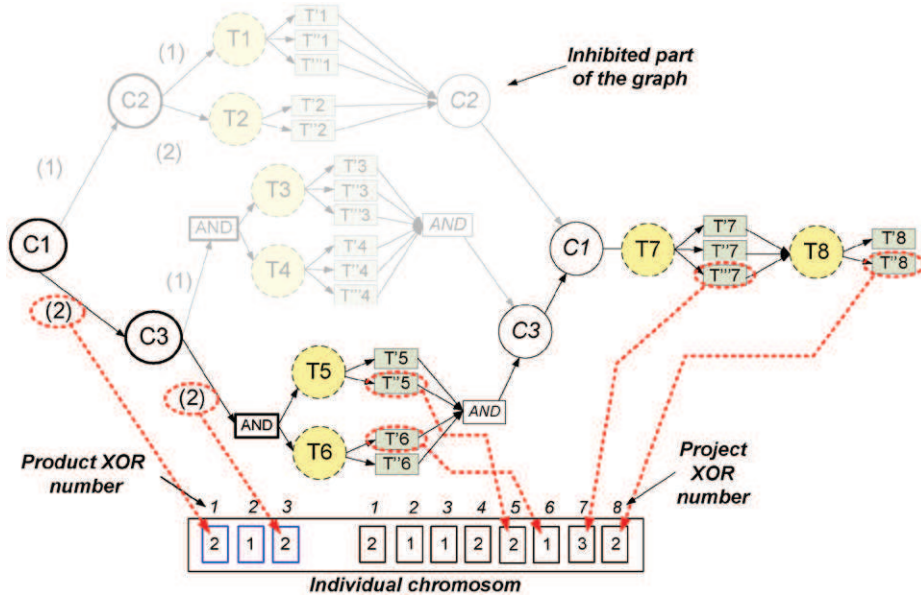 T'1
(1)
T1
T''1
T'''1
Inhibited part
of the graph
C2
C2
T'2
T2
T''2
(2)
(1)
T'3
T3
T''3
T'''3
AND
AND
C1
T'4
T4
T''4
T'''4
(1)
C1
T7
T'7
T''7
T'''7
T8
T'8
T''8
(2)
C3
C3
T'5
T5
T''5
(2)
AND
AND
T'6
T6
T''6
Product XOR
number
Project
XOR
number
1 2 3 1 2 3 4 5 6 7 8
2 1 2 2 1 1 2 2 1 3 2
Individual chromosom